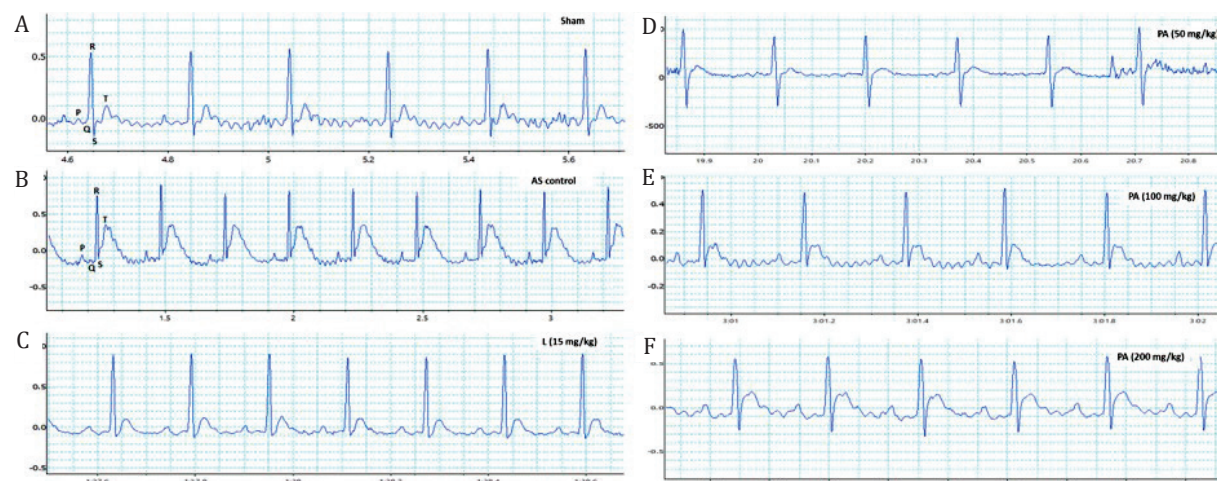 A
Sham
R
0.5
T
P
0.0
Q
S
4.6
4.8
5
5.2
5.4
5.6
B
AS control
R
0.5
T
P
0.0
Q S
-0.5
1.5
2
2.5
3
C
L (15 mg/kg)
0.5
0.0
-0.5
D
PA (50 mg/kg)
0
-500
19.9
20.0
20.1
20.2
20.3
20.4
20.5
20.6
20.7
20.8
E
PA (100 mg/kg)
0.4
0.2
0.0
-0.2
3:01
3:01.2
3:01.4
3:01.6
3:01.8
3:02
F
PA (200 mg/kg)
0.5
0.0
-0.5